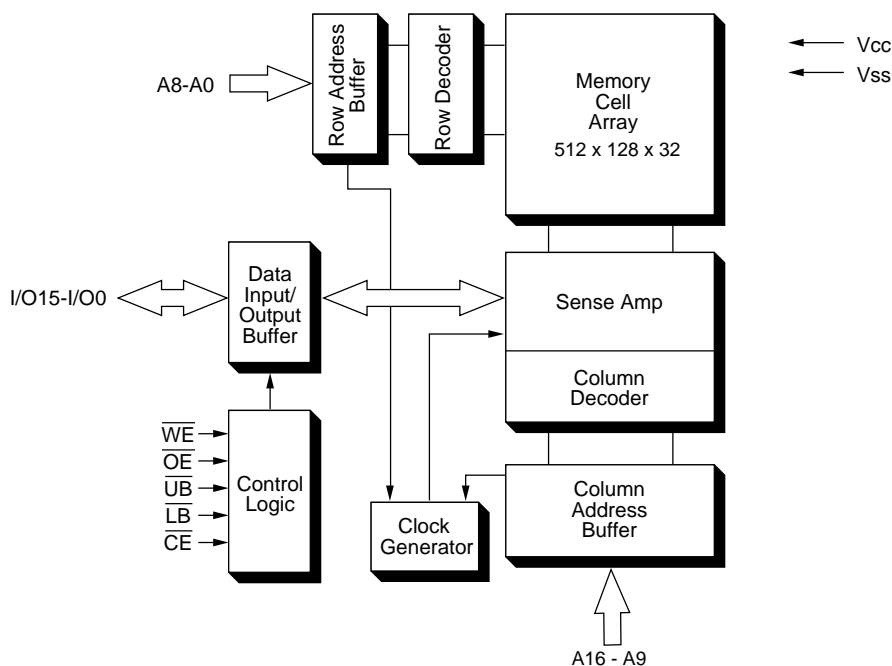 A8-A0
Row Address
Buffer
Row Decoder
Memory
Cell
Array
512 x 128 x 32
Vcc
Vss
I/O15-I/O0
Data
Input/
Output
Buffer
Sense Amp
Column
Decoder
WE
OE
UB
LB
CE
Control
Logic
Clock
Generator
Column
Address
Buffer
A16 - A9